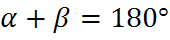 α + β = 180°